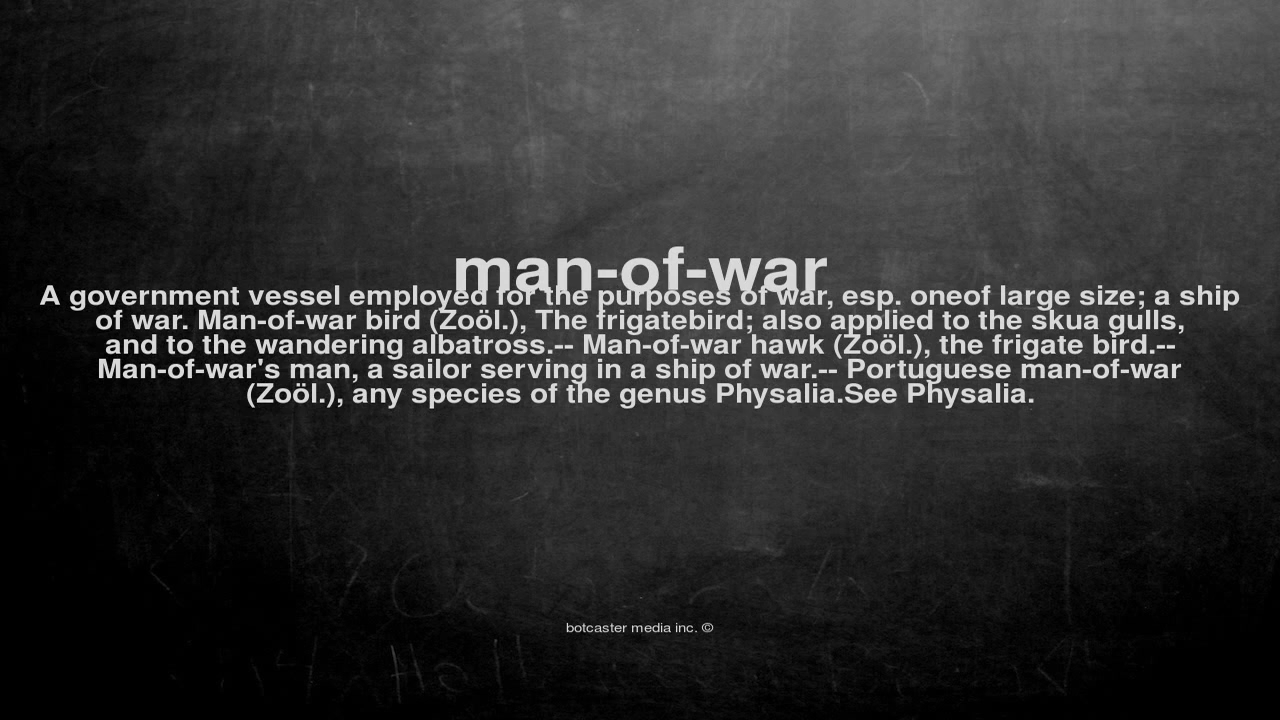 man-of-war
A government vessel employed for the purposes of war, esp. oneof large size; a ship
of war. Man-of-war bird (Zoöl.), The frigatebird; also applied to the skua gulls,
and to the wandering albatross.-- Man-of-war hawk (Zoöl.), the frigate bird.--
Man-of-war's man, a sailor serving in a ship of war.-- Portuguese man-of-war
(Zoöl.), any species of the genus Physalia.See Physalia.
botcaster media inc. ©